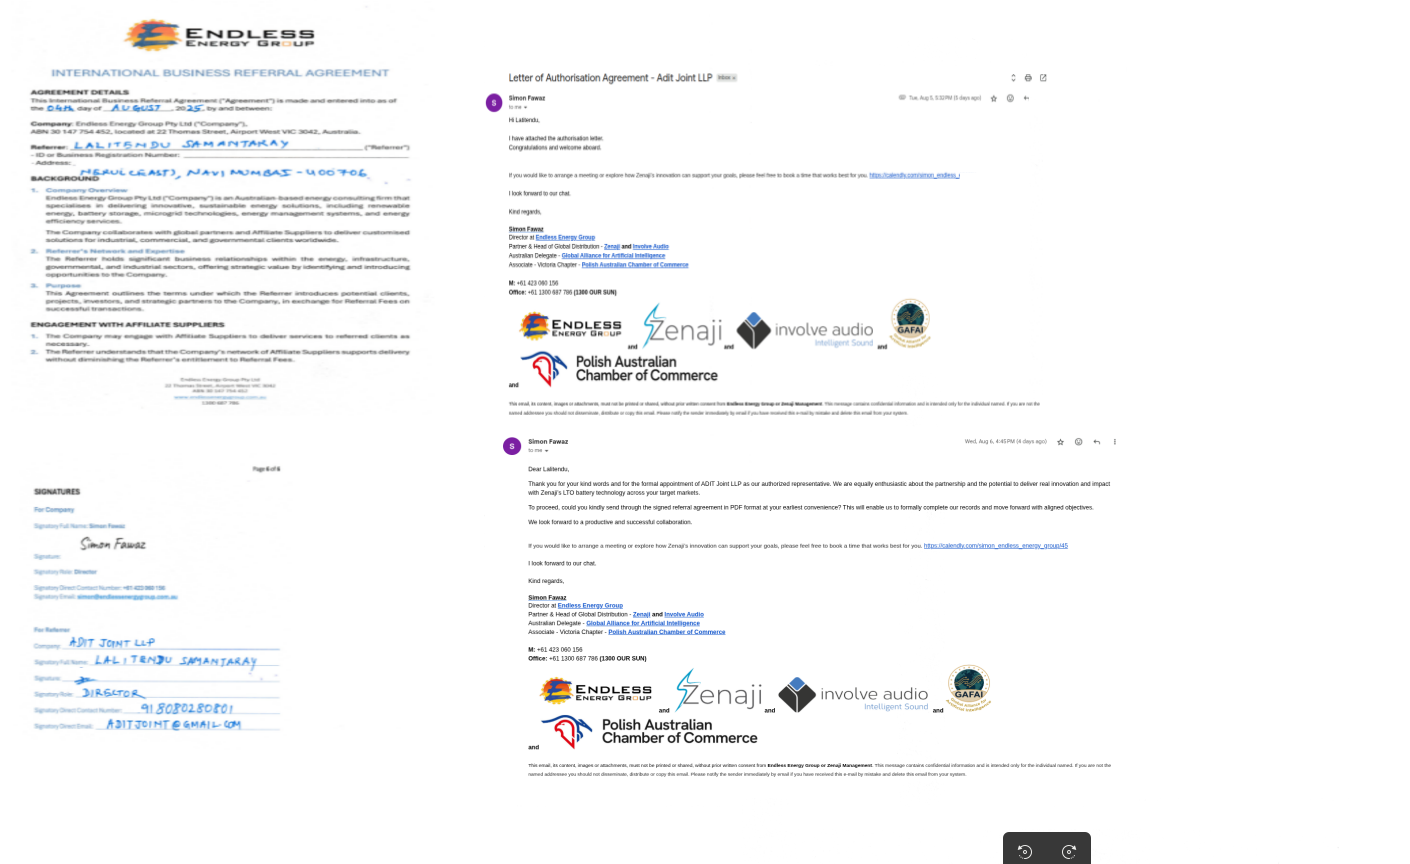 ENDLESS
ENERGY GROUP
INTERNATIONAL BUSINESS REFERRAL AGREEMENT
AGREEMENT DETAILS
This International Business Referral Agreement ("Agreement") is made and entered into as of
the 04th day of AUGUST, 2025, by and between:
Company: Endless Energy Group Pty Ltd ("Company"),
ABN 30 147 754 452, located at 22 Thomas Street, Airport West VIC 3042, Australia.
Referrer: LALITENDU SAMANTARAY ("Referrer")
- ID or Business Registration Number:
- Address:
NERUL(EAST), NAVI MUMBAI - 400706
BACKGROUND
1. Company Overview
Endless Energy Group Pty Ltd ("Company") is an Australian-based energy consulting firm that
specialises in delivering innovative, sustainable energy solutions, including renewable
energy, battery storage, microgrid technologies, energy management systems, and energy
efficiency services.
The Company collaborates with global partners and Affiliate Suppliers to deliver customised
solutions for industrial, commercial, and governmental clients worldwide.
2. Referrer's Network and Expertise
The Referrer holds significant business relationships within the energy, infrastructure,
governmental, and industrial sectors, offering strategic value by identifying and introducing
opportunities to the Company.
3. Purpose
This Agreement outlines the terms under which the Referrer introduces potential clients,
projects, investors, and strategic partners to the Company, in exchange for Referral Fees on
successful transactions.
ENGAGEMENT WITH AFFILIATE SUPPLIERS
1. The Company may engage with Affiliate Suppliers to deliver services to referred clients as
necessary.
2. The Referrer understands that the Company's network of Affiliate Suppliers supports delivery
without diminishing the Referrer's entitlement to Referral Fees.
Endless Energy Group Pty Ltd
22 Thomas Street, Airport West VIC 3042
ABN 30 147 754 452
www.endlessenergygroup.com.au
1300 687 786
Page 6 of 6
SIGNATURES
For Company
Signatory Full Name: Simon Fawaz
Simon Fawaz
Signature:
Signatory Role: Director
Signatory Direct Contact Number: +61 423 060 156
Signatory Email: simon@endlessenergygroup.com.au
For Referrer
Company: ADIT JOINT LLP
Signatory Full Name: LALITENDU SAMANTARAY
Signature:
Signatory Role: DIRECTOR
Signatory Direct Contact Number: 918080280801
Signatory Direct Email: ADITJOINT@GMAIL.COM
Letter of Authorisation Agreement - Adit Joint LLP Inbox
S
Simon Fawaz
Tue, Aug 5, 5:32PM (5 days ago)
to me
Hi Lalitendu,
I have attached the authorisation letter.
Congratulations and welcome aboard.
If you would like to arrange a meeting or explore how Zenaji's innovation can support your goals, please feel free to book a time that works best for you. https://calendly.com/simon_endless_
I look forward to our chat.
Kind regards,
Simon Fawaz
Director at Endless Energy Group
Partner & Head of Global Distribution - Zenaji and Involve Audio
Australian Delegate - Global Alliance for Artificial Intelligence
Associate - Victoria Chapter - Polish Australian Chamber of Commerce
M: +61 423 060 156
Office: +61 1300 687 786 (1300 OUR SUN)
ENDLESS
ENERGY GROUP
and
Zenaji
and
involve audio
Intelligent Sound
and
GAFAI
and
Polish Australian
Chamber of Commerce
This email, its content, images or attachments, must not be printed or shared, without prior written consent from Endless Energy Group or Zenaji Management. This message contains confidential information and is intended only for the individual named. If you are not the
named addressee you should not disseminate, distribute or copy this email. Please notify the sender immediately by email if you have received this e-mail by mistake and delete this email from your system.
S
Simon Fawaz
Wed, Aug 6, 4:45PM (4 days ago)
to me
Dear Lalitendu,
Thank you for your kind words and for the formal appointment of ADIT Joint LLP as our authorized representative. We are equally enthusiastic about the partnership and the potential to deliver real innovation and impact
with Zenaji's LTO battery technology across your target markets.
To proceed, could you kindly send through the signed referral agreement in PDF format at your earliest convenience? This will enable us to formally complete our records and move forward with aligned objectives.
We look forward to a productive and successful collaboration.
If you would like to arrange a meeting or explore how Zenaji's innovation can support your goals, please feel free to book a time that works best for you. https://calendly.com/simon_endless_energy_group/45
I look forward to our chat.
Kind regards,
Simon Fawaz
Director at Endless Energy Group
Partner & Head of Global Distribution - Zenaji and Involve Audio
Australian Delegate - Global Alliance for Artificial Intelligence
Associate - Victoria Chapter - Polish Australian Chamber of Commerce
M: +61 423 060 156
Office: +61 1300 687 786 (1300 OUR SUN)
ENDLESS
ENERGY GROUP
and
Zenaji
and
involve audio
Intelligent Sound
and
GAFAI
and
Polish Australian
Chamber of Commerce
This email, its content, images or attachments, must not be printed or shared, without prior written consent from Endless Energy Group or Zenaji Management. This message contains confidential information and is intended only for the individual named. If you are not the
named addressee you should not disseminate, distribute or copy this email. Please notify the sender immediately by email if you have received this e-mail by mistake and delete this email from your system.